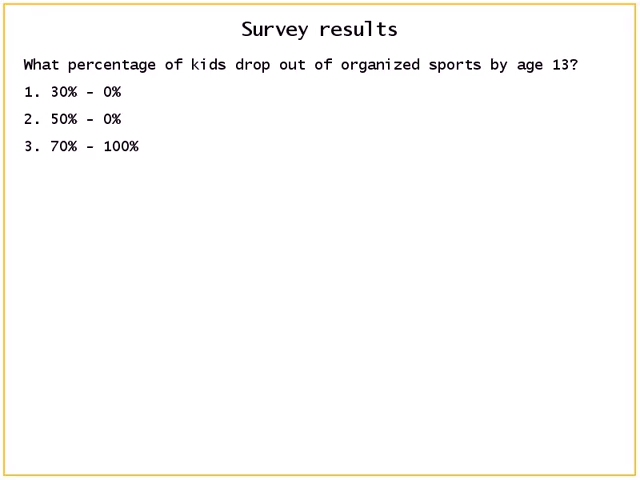 Survey results
What percentage of kids drop out of organized sports by age 13?
1. 30% - 0%
2. 50% - 0%
3. 70% - 100%